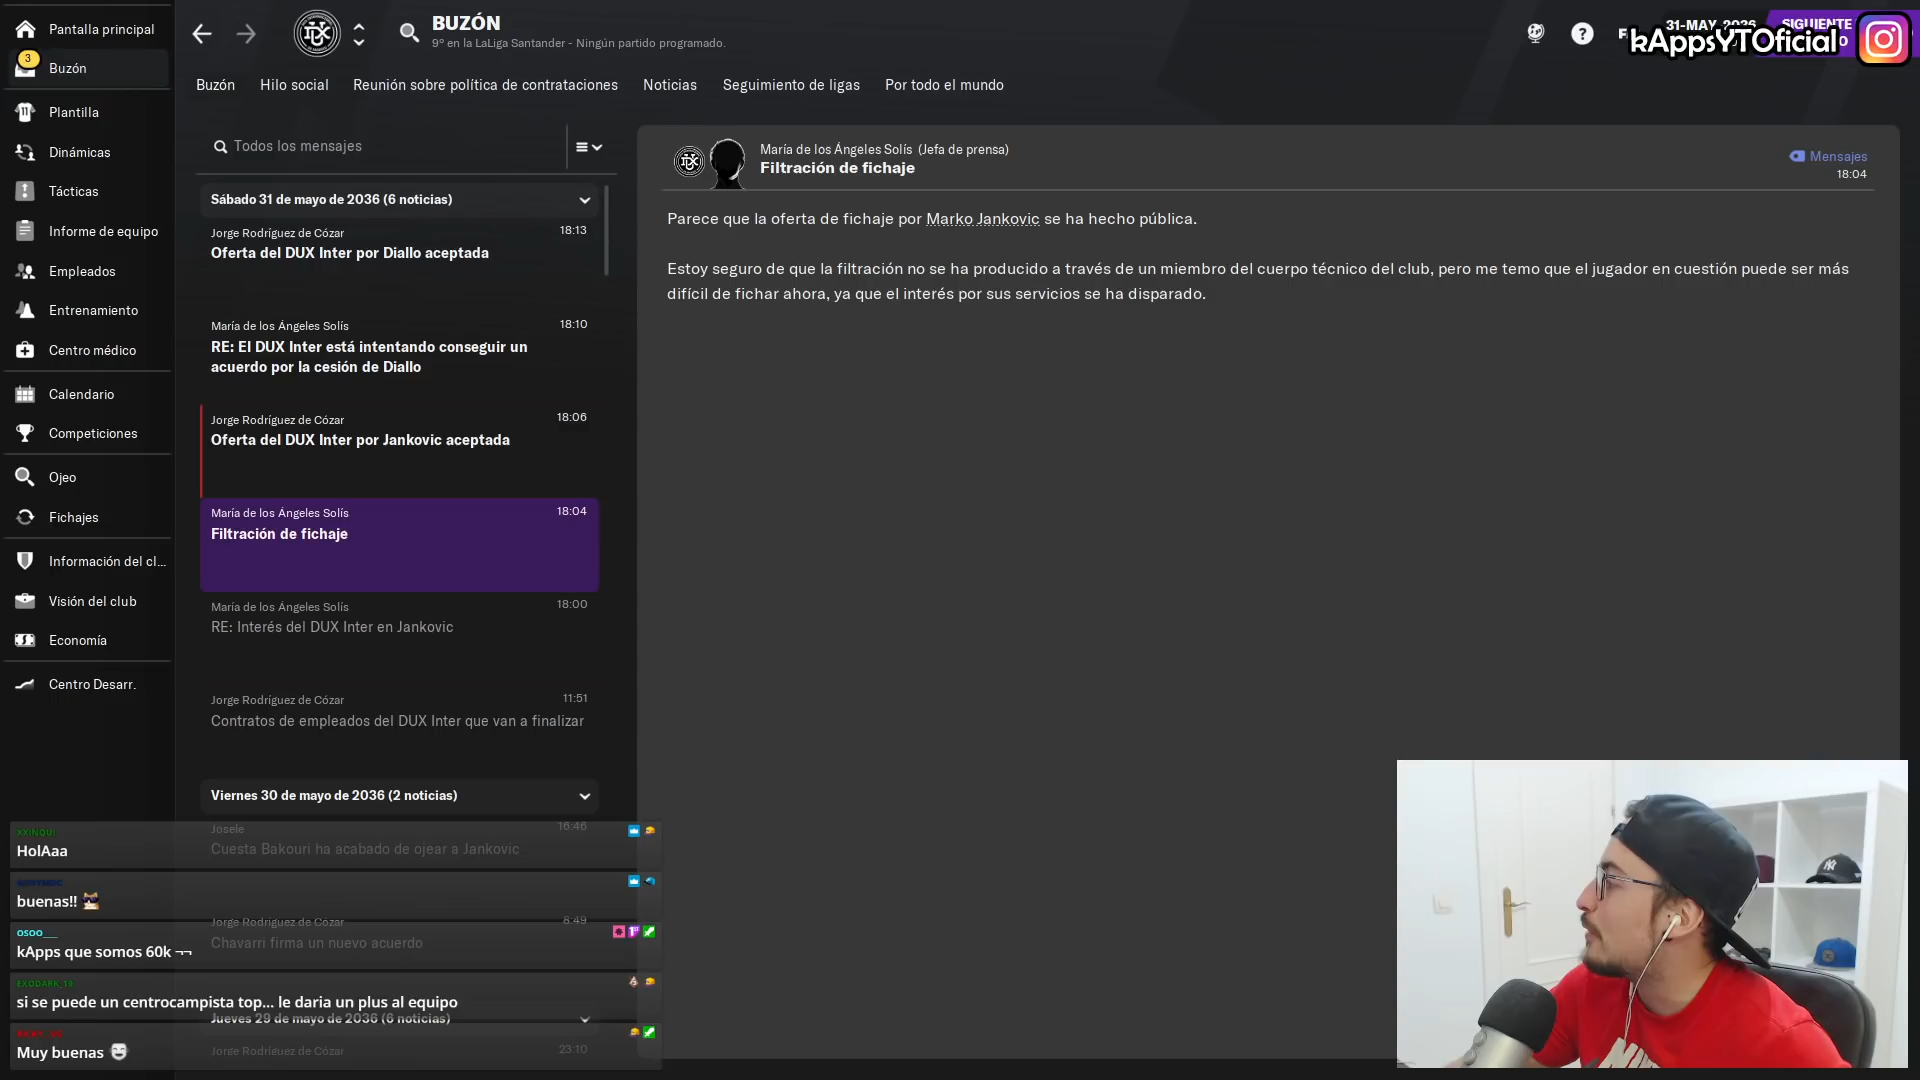 Pantalla principal
3
Buzón
Plantilla
Dinámicas
Tácticas
Informe de equipo
Empleados
Entrenamiento
Centro médico
Calendario
Competiciones
Ojeo
Fichajes
Información del cl...
Visión del club
Economía
Centro Desarr.
BUZÓN
9º en la LaLiga Santander - Ningún partido programado.
31-MAY. 2036
SIGUIENTE
kAppsYTOficial
Buzón
Hilo social
Reunión sobre política de contrataciones
Noticias
Seguimiento de ligas
Por todo el mundo
Todos los mensajes
Sábado 31 de mayo de 2036 (6 noticias)
Jorge Rodríguez de Cózar 18:13
Oferta del DUX Inter por Diallo aceptada
María de los Ángeles Solís 18:10
RE: El DUX Inter está intentando conseguir un
acuerdo por la cesión de Diallo
Jorge Rodríguez de Cózar 18:06
Oferta del DUX Inter por Jankovic aceptada
María de los Ángeles Solís 18:04
Filtración de fichaje
María de los Ángeles Solís 18:00
RE: Interés del DUX Inter en Jankovic
Jorge Rodríguez de Cózar 11:51
Contratos de empleados del DUX Inter que van a finalizar
Viernes 30 de mayo de 2036 (2 noticias)
Josele 16:46
Cuesta Bakouri ha acabado de ojear a Jankovic
Jorge Rodríguez de Cózar 8:49
Chavarri firma un nuevo acuerdo
Jueves 29 de mayo de 2036 (6 noticias)
Jorge Rodríguez de Cózar 23:10
María de los Ángeles Solís (Jefa de prensa)
Filtración de fichaje
Mensajes
18:04
Parece que la oferta de fichaje por Marko Jankovic se ha hecho pública.
Estoy seguro de que la filtración no se ha producido a través de un miembro del cuerpo técnico del club, pero me temo que el jugador en cuestión puede ser más
difícil de fichar ahora, ya que el interés por sus servicios se ha disparado.
XXINQUI
HolAaa
buenas!!
osoo___
kApps que somos 60k ¬¬
EXODARK_19
si se puede un centrocampista top... le daria un plus al equipo
Muy buenas